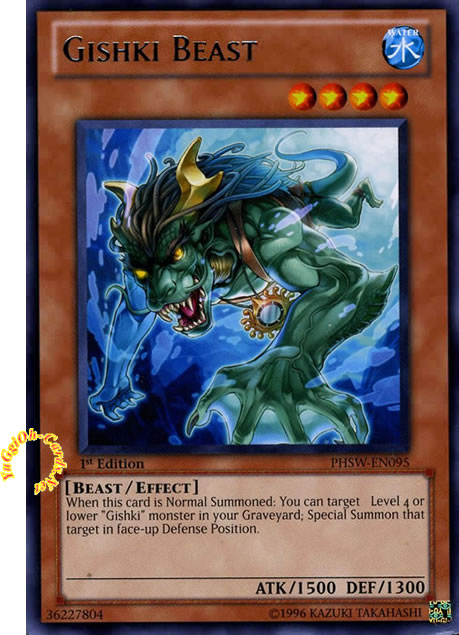 GISHKI BEAST
WATER
水
1st Edition
PHSW-EN095
[BEAST/EFFECT]
When this card is Normal Summoned: You can target Level 4 or
lower "Gishki" monster in your Graveyard; Special Summon that
target in face-up Defense Position.
ATK/1500 DEF/1300
36227804
©1996 KAZUKI TAKAHASHI
YuGgiOh-Cards.Net